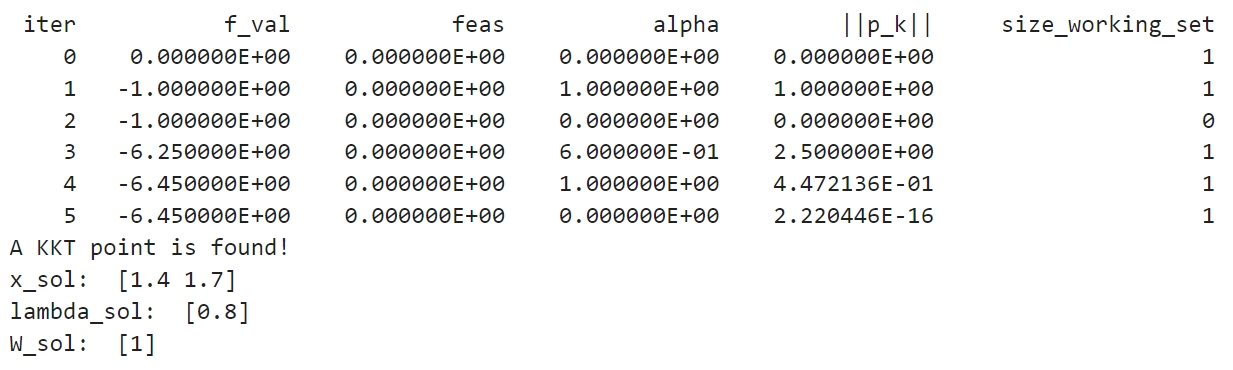 iter f_val feas alpha ||p_k|| size_working_set
0 0.000000E+00 0.000000E+00 0.000000E+00 0.000000E+00 1
1 -1.000000E+00 0.000000E+00 1.000000E+00 1.000000E+00 1
2 -1.000000E+00 0.000000E+00 0.000000E+00 0.000000E+00 0
3 -6.250000E+00 0.000000E+00 6.000000E-01 2.500000E+00 1
4 -6.450000E+00 0.000000E+00 1.000000E+00 4.472136E-01 1
5 -6.450000E+00 0.000000E+00 0.000000E+00 2.220446E-16 1
A KKT point is found!
x_sol: [1.4 1.7]
lambda_sol: [0.8]
W_sol: [1]